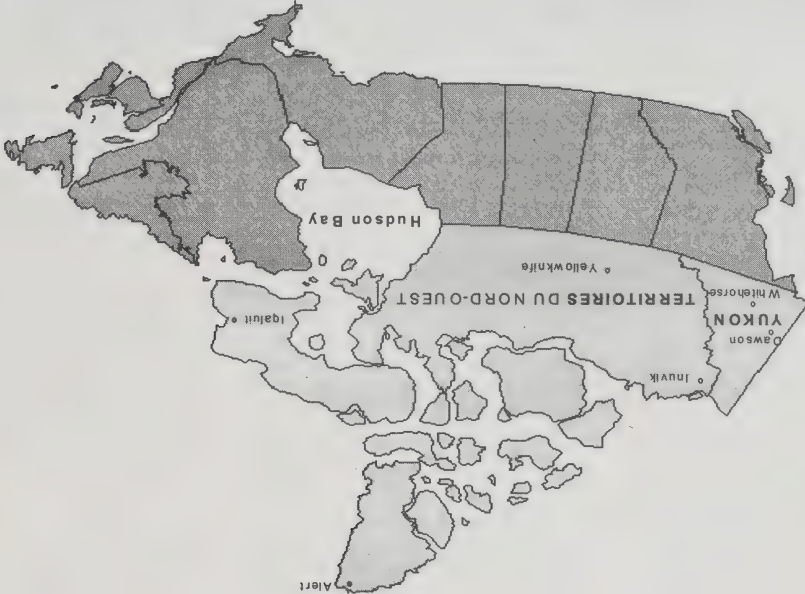 Alert
Inuvik
Dawson
YUKON
Iqaluit
Whitehorse
TERRITOIRES DU NORD-OUEST
Yellowknife
Hudson Bay